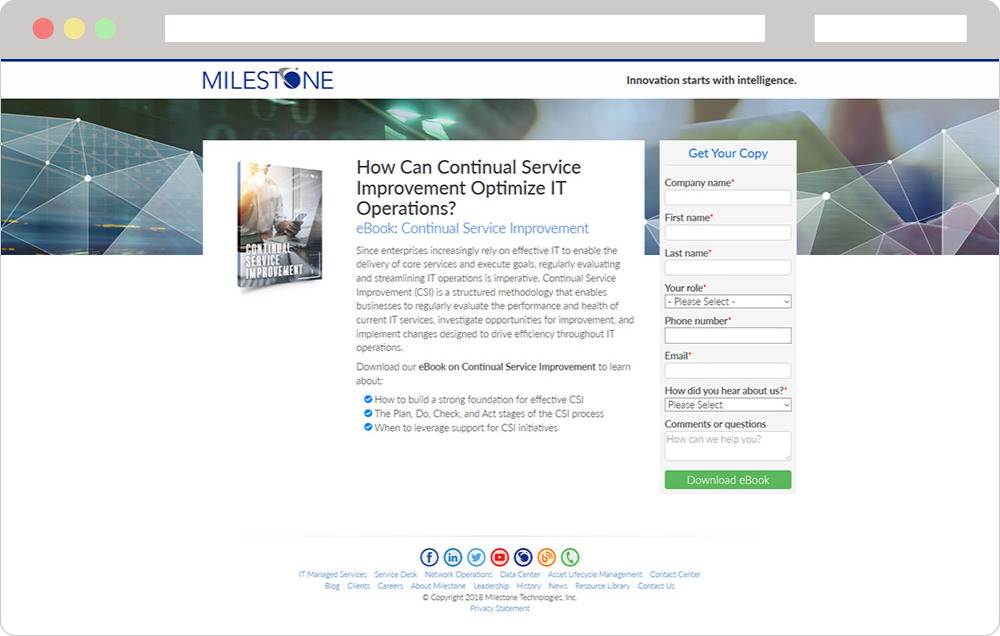 MILESTONE
Innovation starts with intelligence.
CONTINUAL
SERVICE
IMPROVEMENT
How Can Continual Service
Improvement Optimize IT
Operations?
eBook: Continual Service Improvement
Since enterprises increasingly rely on effective IT to enable the
delivery of core services and execute goals, regularly evaluating
and streamlining IT operations is imperative. Continual Service
Improvement (CSI) is a structured methodology that enables
businesses to regularly evaluate the performance and health of
current IT services, investigate opportunities for improvement, and
implement changes designed to drive efficiency throughout IT
operations.
Download our eBook on Continual Service Improvement to learn
about:
How to build a strong foundation for effective CSI
The Plan, Do, Check, and Act stages of the CSI process
When to leverage support for CSI initiatives
Get Your Copy
Company name*
First name*
Last name*
Your role*
- Please Select -
Phone number*
Email*
How did you hear about us?*
Please Select
Comments or questions
How can we help you?
Download eBook
IT Managed Services Service Desk Network Operations Data Center Asset Lifecycle Management Contact Center
Blog Clients Careers About Milestone Leadership History News Resource Library Contact Us
© Copyright 2018 Milestone Technologies, Inc.
Privacy Statement